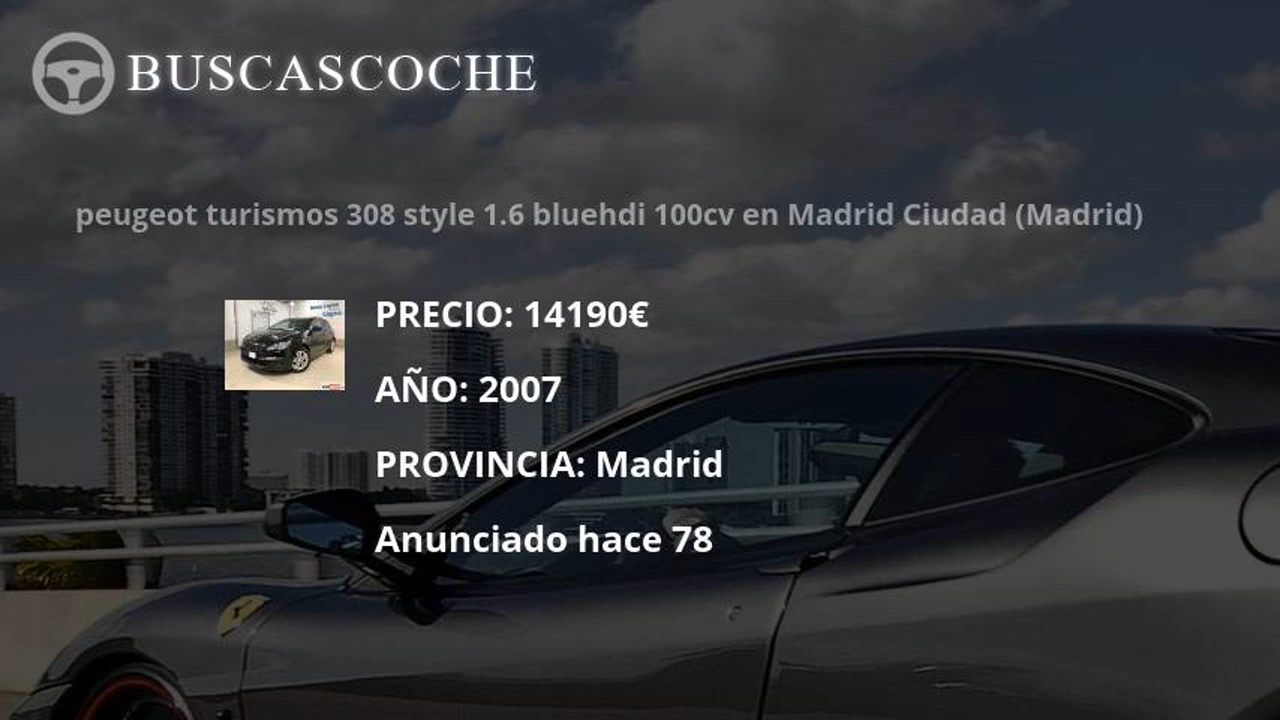 BUSCASCOCHE
peugeot turismos 308 style 1.6 bluehdi 100cv en Madrid Ciudad (Madrid)
PRECIO: 14190€
AÑO: 2007
PROVINCIA: Madrid
Anunciado hace 78